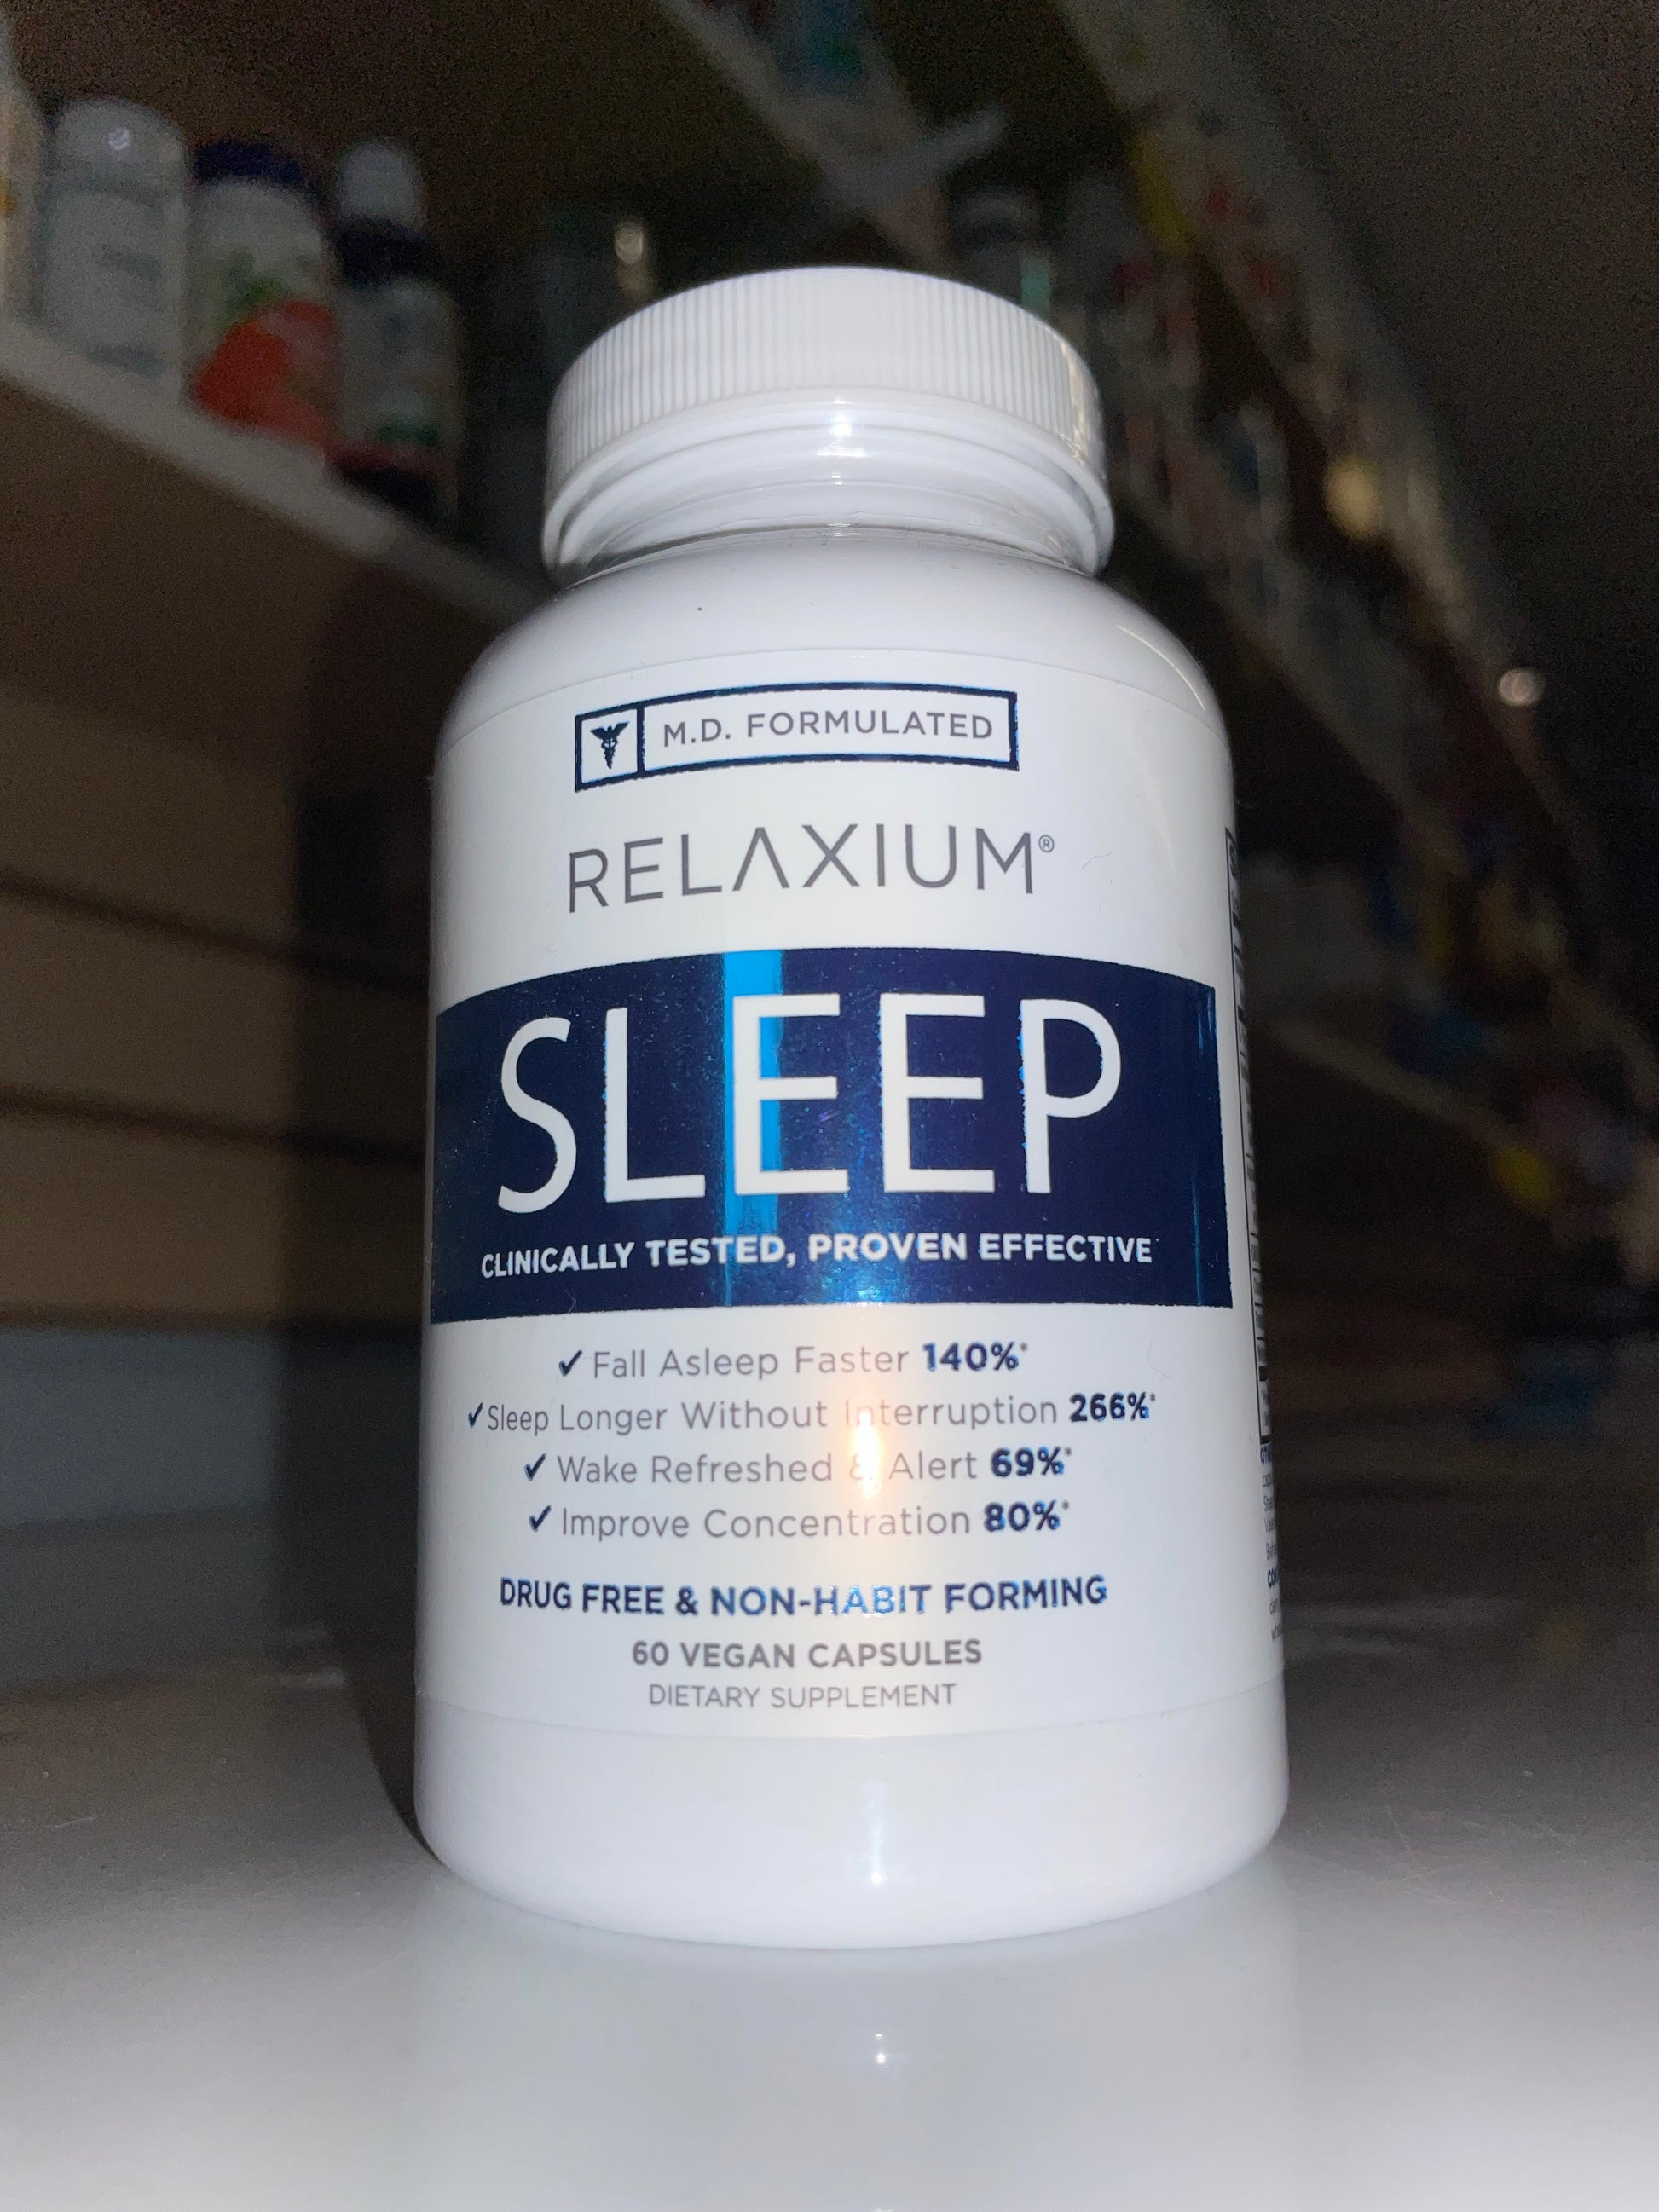 M.D. FORMULATED
RELAXIUM®
SLEEP
CLINICALLY TESTED, PROVEN EFFECTIVE*
✓ Fall Asleep Faster 140%*
✓ Sleep Longer Without Interruption 266%*
✓ Wake Refreshed & Alert 69%*
✓ Improve Concentration 80%*
DRUG FREE & NON-HABIT FORMING
60 VEGAN CAPSULES
DIETARY SUPPLEMENT